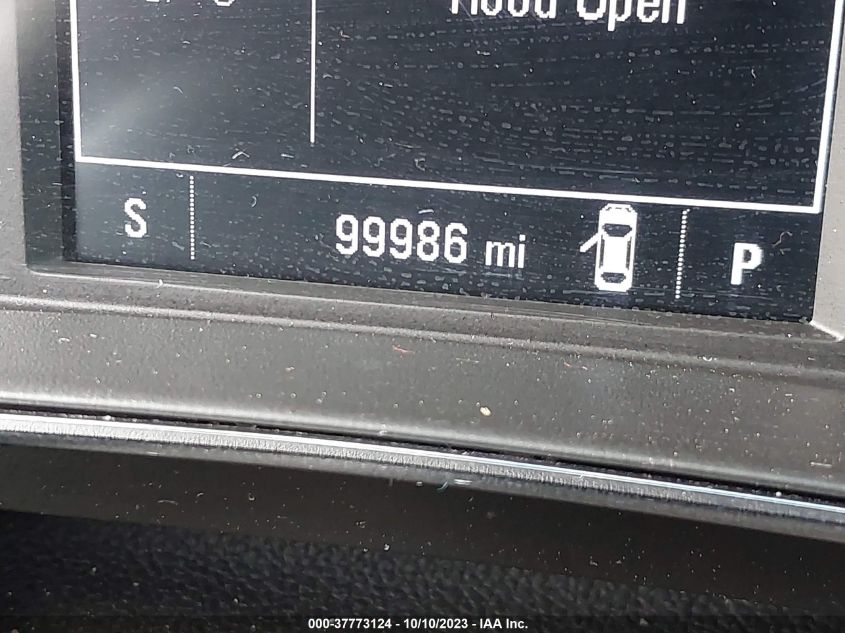 Hood Open
S 99986 mi P
000-37773124 - 10/10/2023 - IAA Inc.